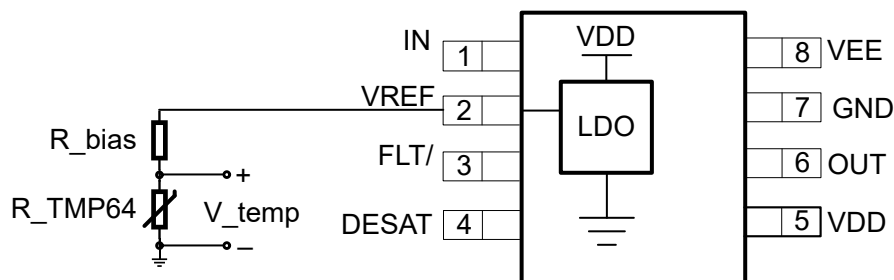 IN
1
VREF
2
R_bias
FLT/
3
+
R_TMP64
V_temp
DESAT
4
–
VDD
LDO
8
VEE
7
GND
6
OUT
5
VDD